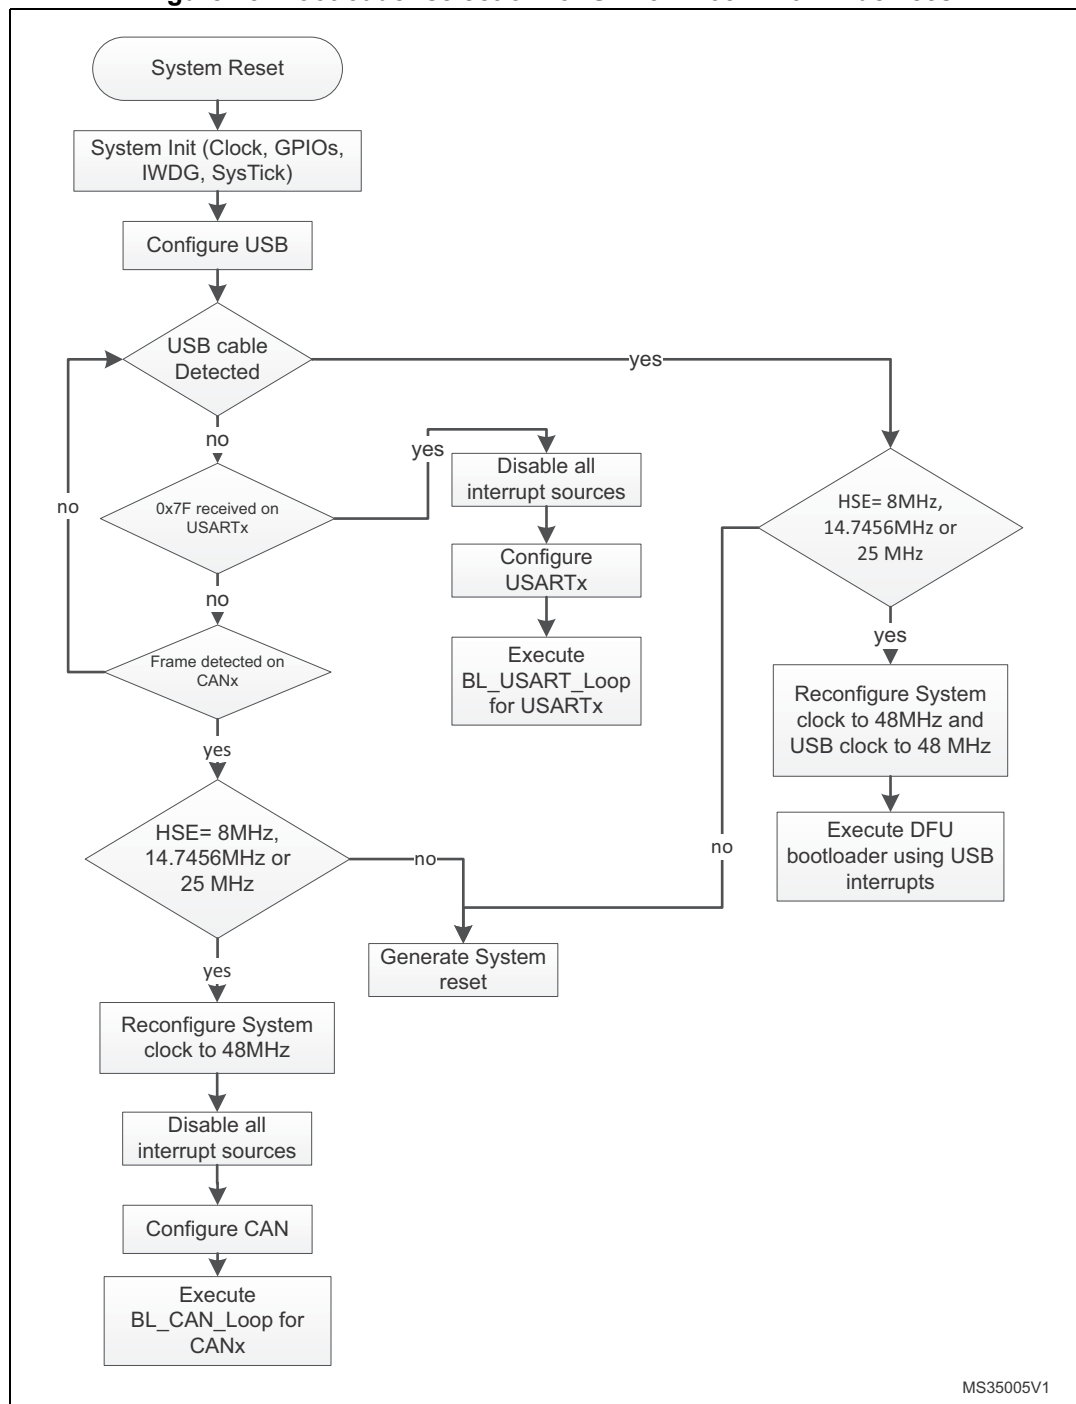 System Reset
System Init (Clock, GPIOs,
IWDG, SysTick)
Configure USB
USB cable
Detected
yes
no
yes
Disable all
interrupt sources
HSE= 8MHz,
14.7456MHz or
25 MHz
no
0x7F received on
USARTx
Configure
USARTx
no
yes
Frame detected on
CANx
Execute
BL_USART_Loop
for USARTx
Reconfigure System
clock to 48MHz and
USB clock to 48 MHz
yes
HSE= 8MHz,
14.7456MHz or
25 MHz
no
no
Execute DFU
bootloader using USB
interrupts
Generate System
reset
yes
Reconfigure System
clock to 48MHz
Disable all
interrupt sources
Configure CAN
Execute
BL_CAN_Loop for
CANx
MS35005V1